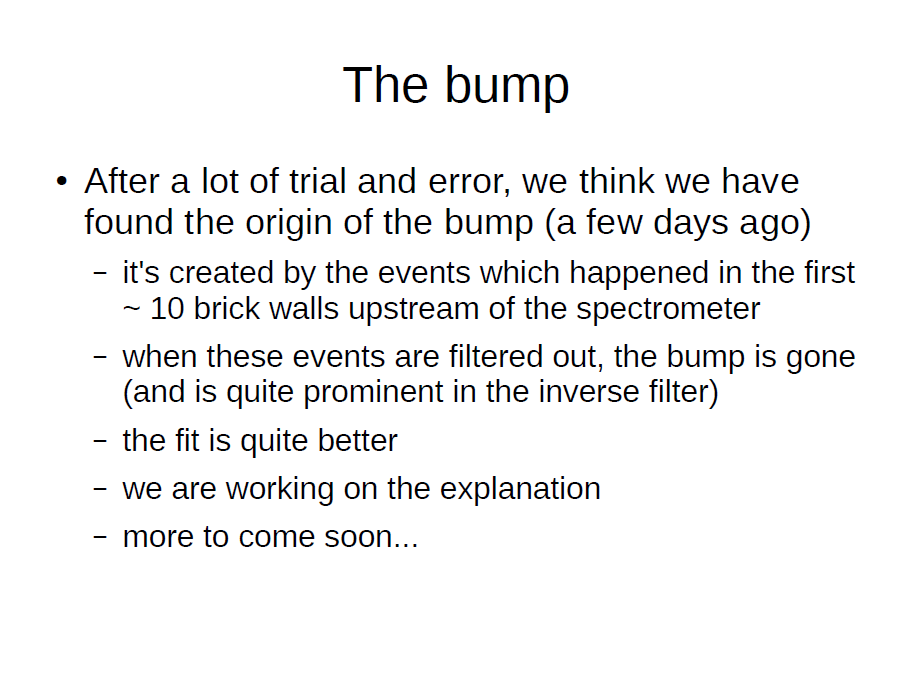 The bump
• After a lot of trial and error, we think we have
found the origin of the bump (a few days ago)
– it's created by the events which happened in the first
~ 10 brick walls upstream of the spectrometer
– when these events are filtered out, the bump is gone
(and is quite prominent in the inverse filter)
– the fit is quite better
– we are working on the explanation
– more to come soon...